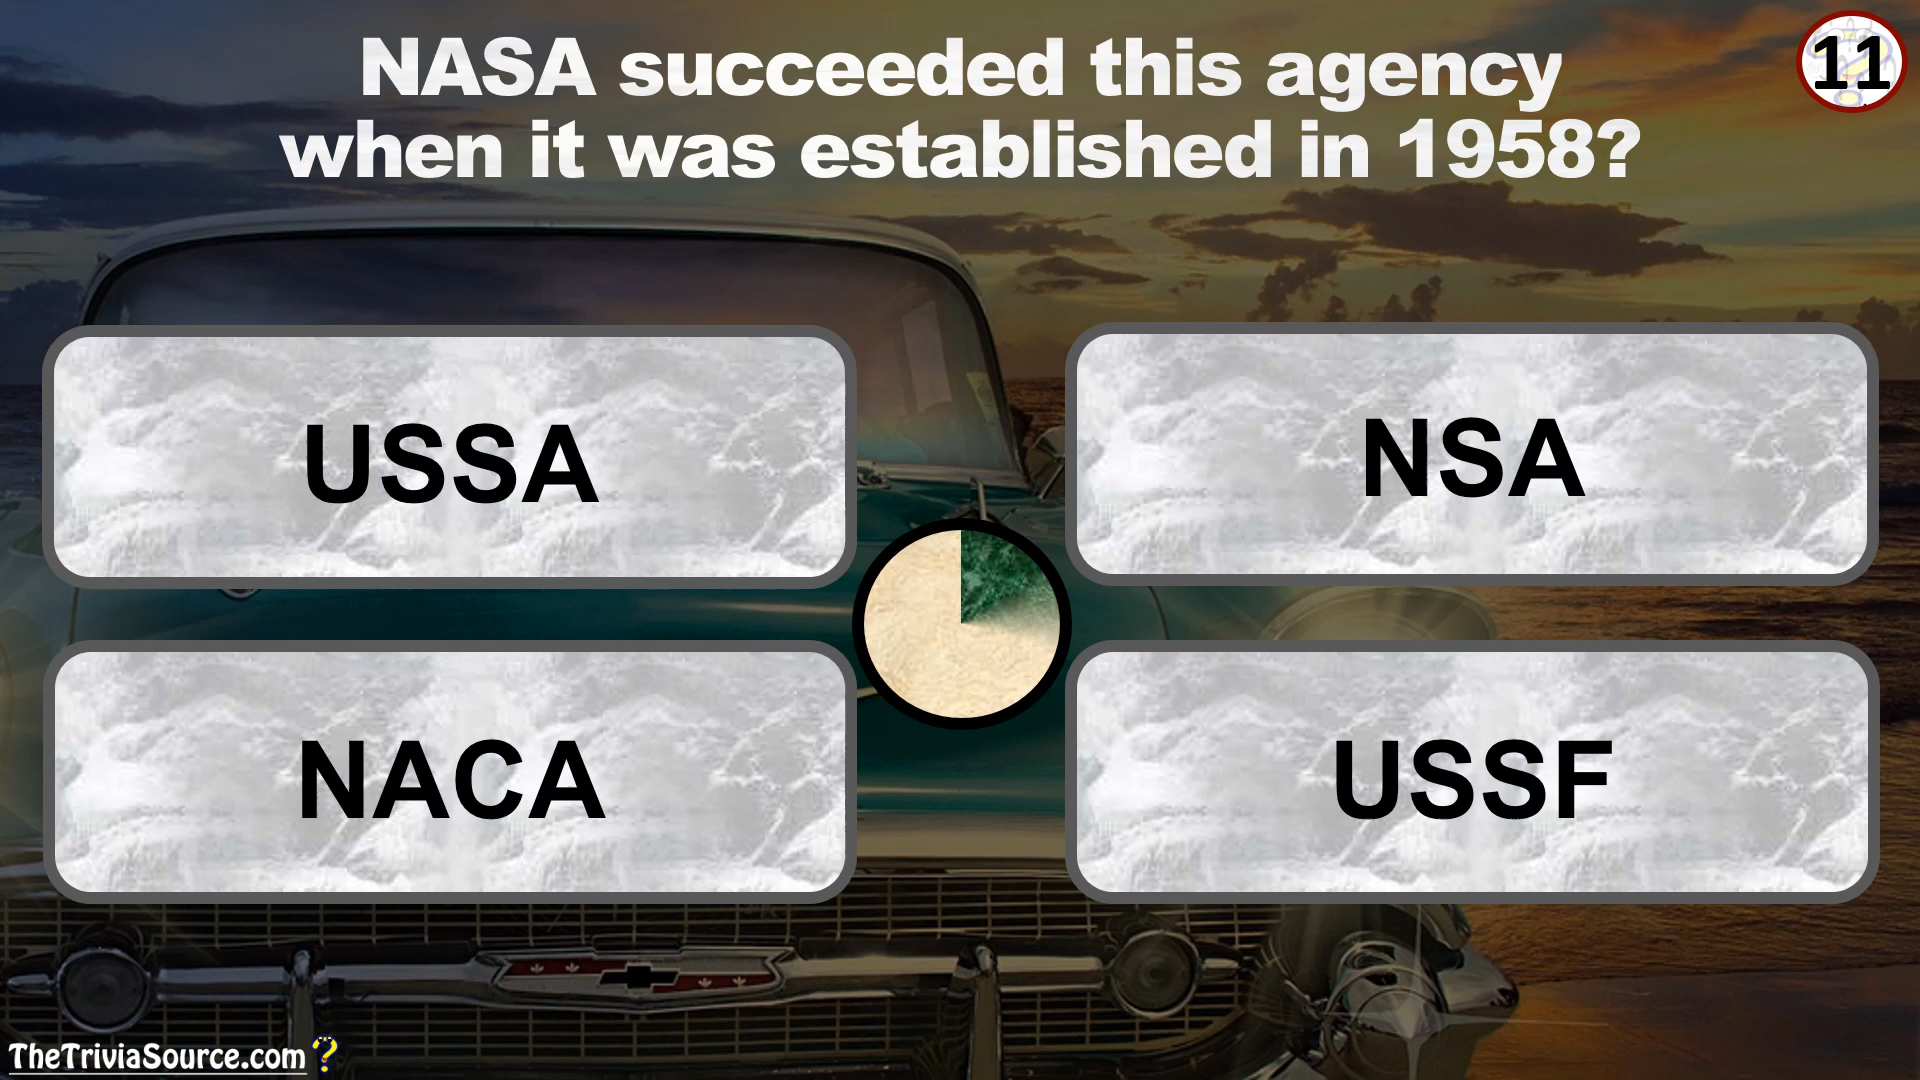 NASA succeeded this agency
when it was established in 1958?
11
USSA
NSA
NACA
USSF
TheTriviaSource.com?